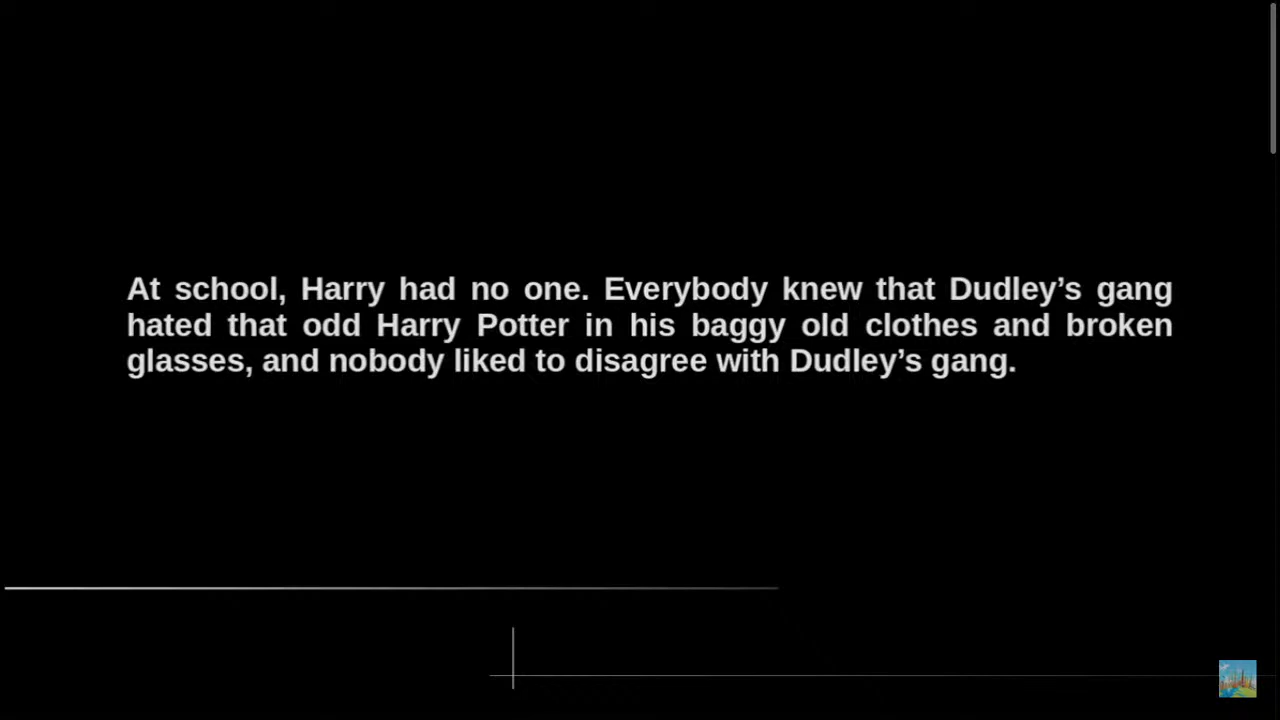 At school, Harry had no one. Everybody knew that Dudley’s gang
hated that odd Harry Potter in his baggy old clothes and broken
glasses, and nobody liked to disagree with Dudley’s gang.